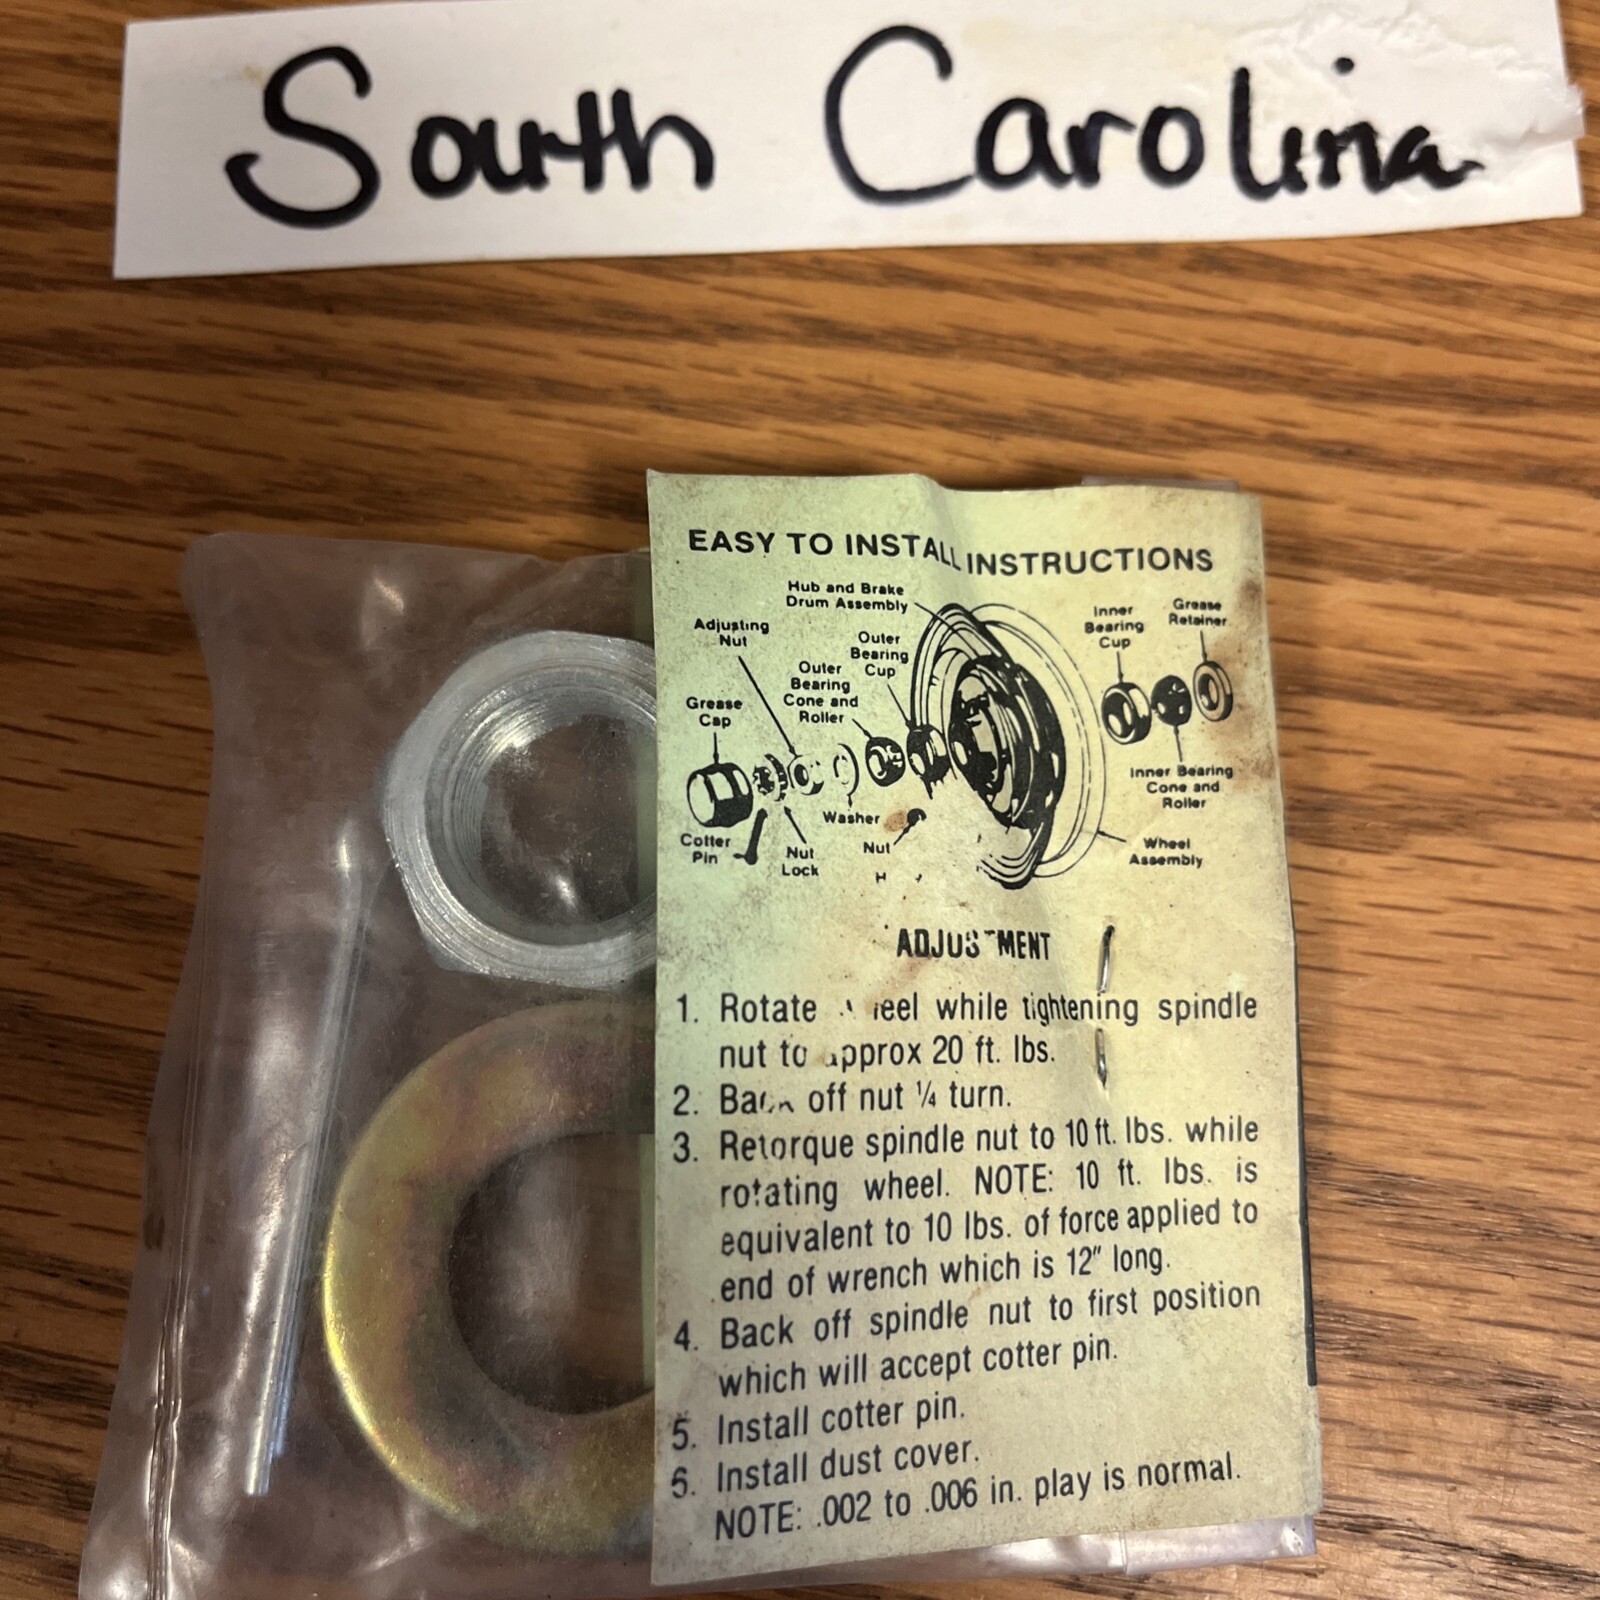 South Carolina
EASY TO INSTALL INSTRUCTIONS
Hub and Brake
Drum Assembly
Adjusting
Nut
Outer
Bearing
Cup
Inner
Bearing
Cup
Grease
Retainer
Outer
Bearing
Cone and
Roller
Grease
Cap
Inner Bearing
Cone and
Roller
Washer
Cotter
Pin
Nut
Lock
Nut
Wheel
Assembly
ADJUSTMENT
1. Rotate while tightening spindle
nut to approx 20 ft. lbs.
2. Back off nut ¼ turn.
3. Retorque spindle nut to 10 ft. lbs. while
rotating wheel. NOTE: 10 ft. lbs. is
equivalent to 10 lbs. of force applied to
end of wrench which is 12" long.
4. Back off spindle nut to first position
which will accept cotter pin.
5. Install cotter pin.
6. Install dust cover.
NOTE: .002 to .006 in. play is normal.